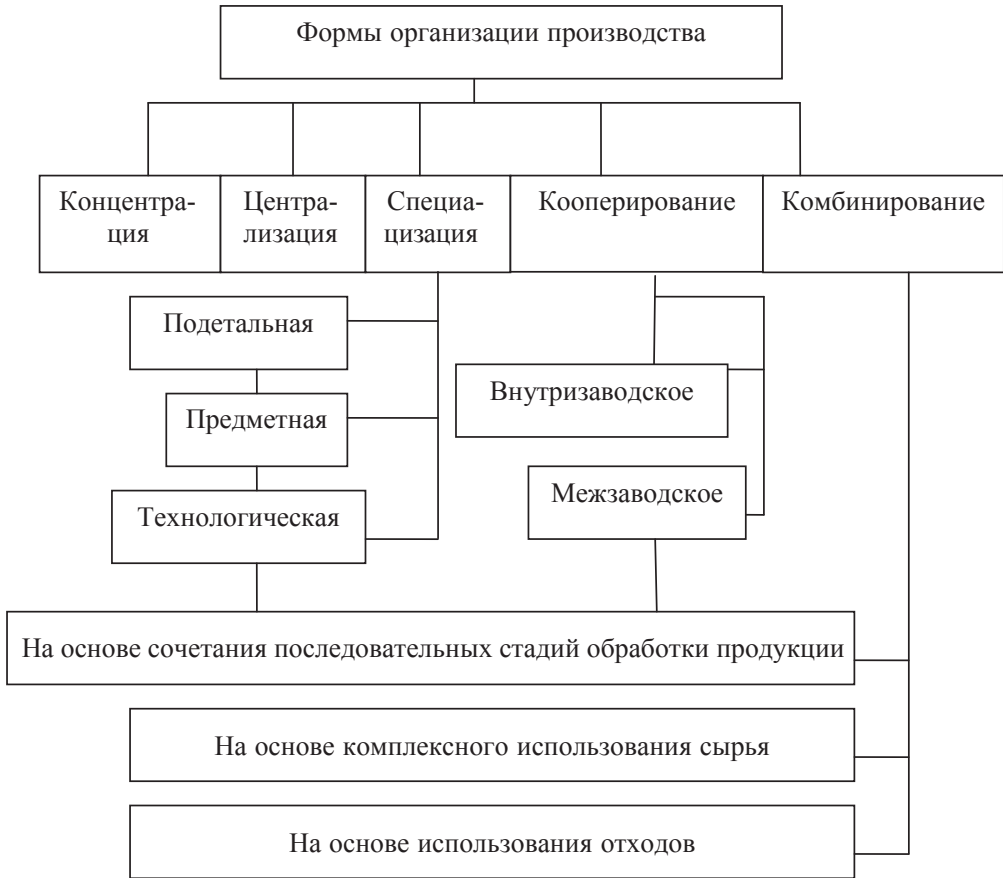 Формы организации производства
Концентра-
ция
Центра-
лизация
Специа-
цизация
Кооперирование
Комбинирование
Подетальная
Предметная
Технологическая
Внутризаводское
Межзаводское
На основе сочетания последовательных стадий обработки продукции
На основе комплексного использования сырья
На основе использования отходов